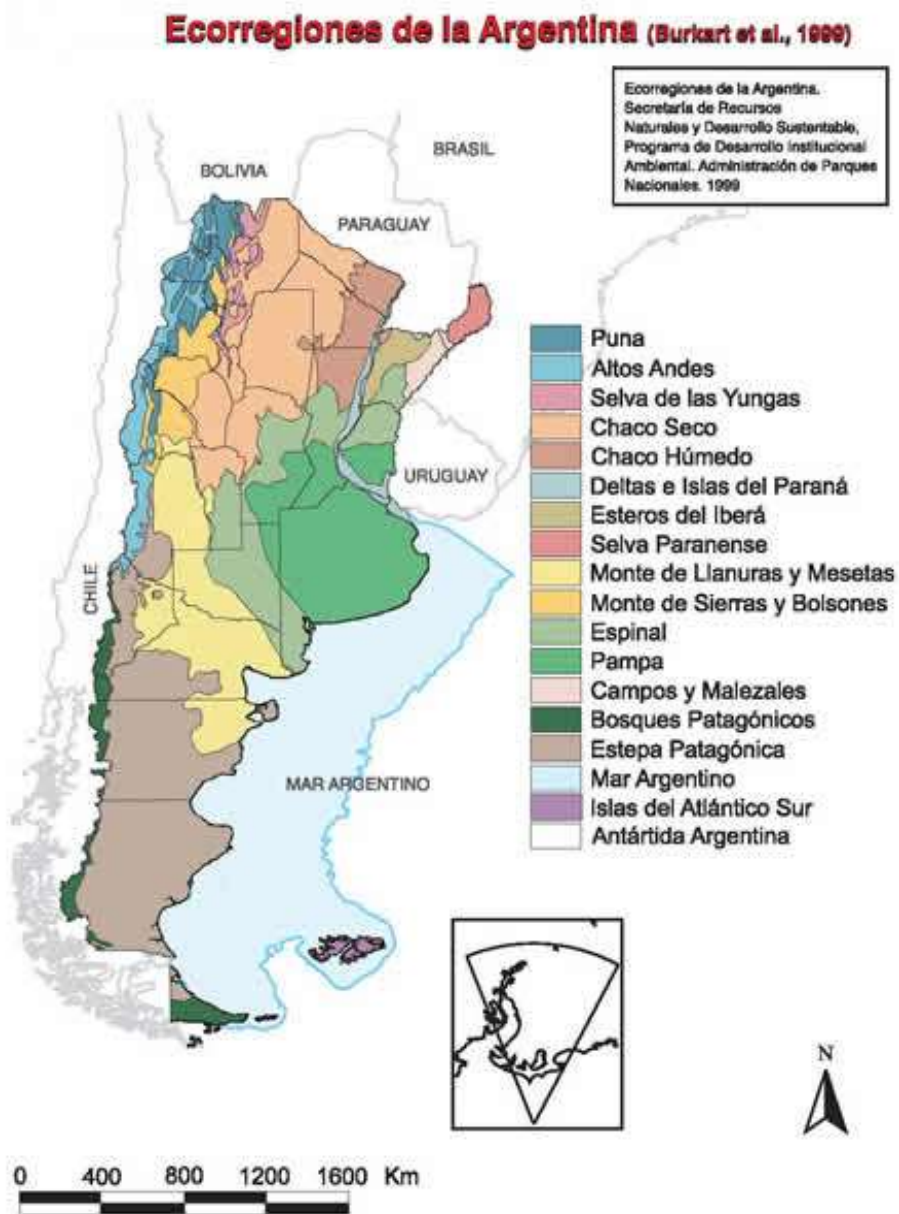 Ecorregiones de la Argentina (Burkart et al., 1999)
Ecorregiones de la Argentina.
Secretaría de Recursos
Naturales y Desarrollo Sustentable,
Programa de Desarrollo Institucional
Ambiental. Administración de Parques
Nacionales. 1999
BRASIL
BOLIVIA
PARAGUAY
URUGUAY
CHILE
MAR ARGENTINO
Puna
Altos Andes
Selva de las Yungas
Chaco Seco
Chaco Húmedo
Deltas e Islas del Paraná
Esteros del Iberá
Selva Paranense
Monte de Llanuras y Mesetas
Monte de Sierras y Bolsones
Espinal
Pampa
Campos y Malezales
Bosques Patagónicos
Estepa Patagónica
Mar Argentino
Islas del Atlántico Sur
Antártida Argentina
N
0 400 800 1200 1600 Km